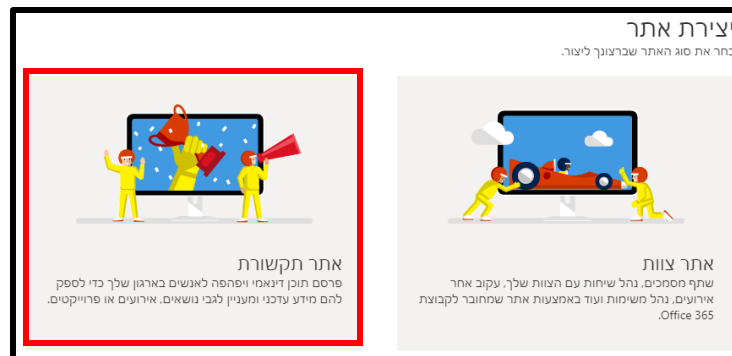 יצירת אתר
בחר את סוג האתר שברצונך ליצור.
אתר צוות
שתף מסמכים, נהל שיחות עם הצוות שלך, עקוב אחר
אירועים, נהל משימות ועוד באמצעות אתר שמחובר לקבוצת
Office 365.
אתר תקשורת
פרסם תוכן דינאמי ויפהפה לאנשים בארגון שלך כדי לספק
להם מידע עדכני ומעניין לגבי נושאים, אירועים או פרוייקטים.